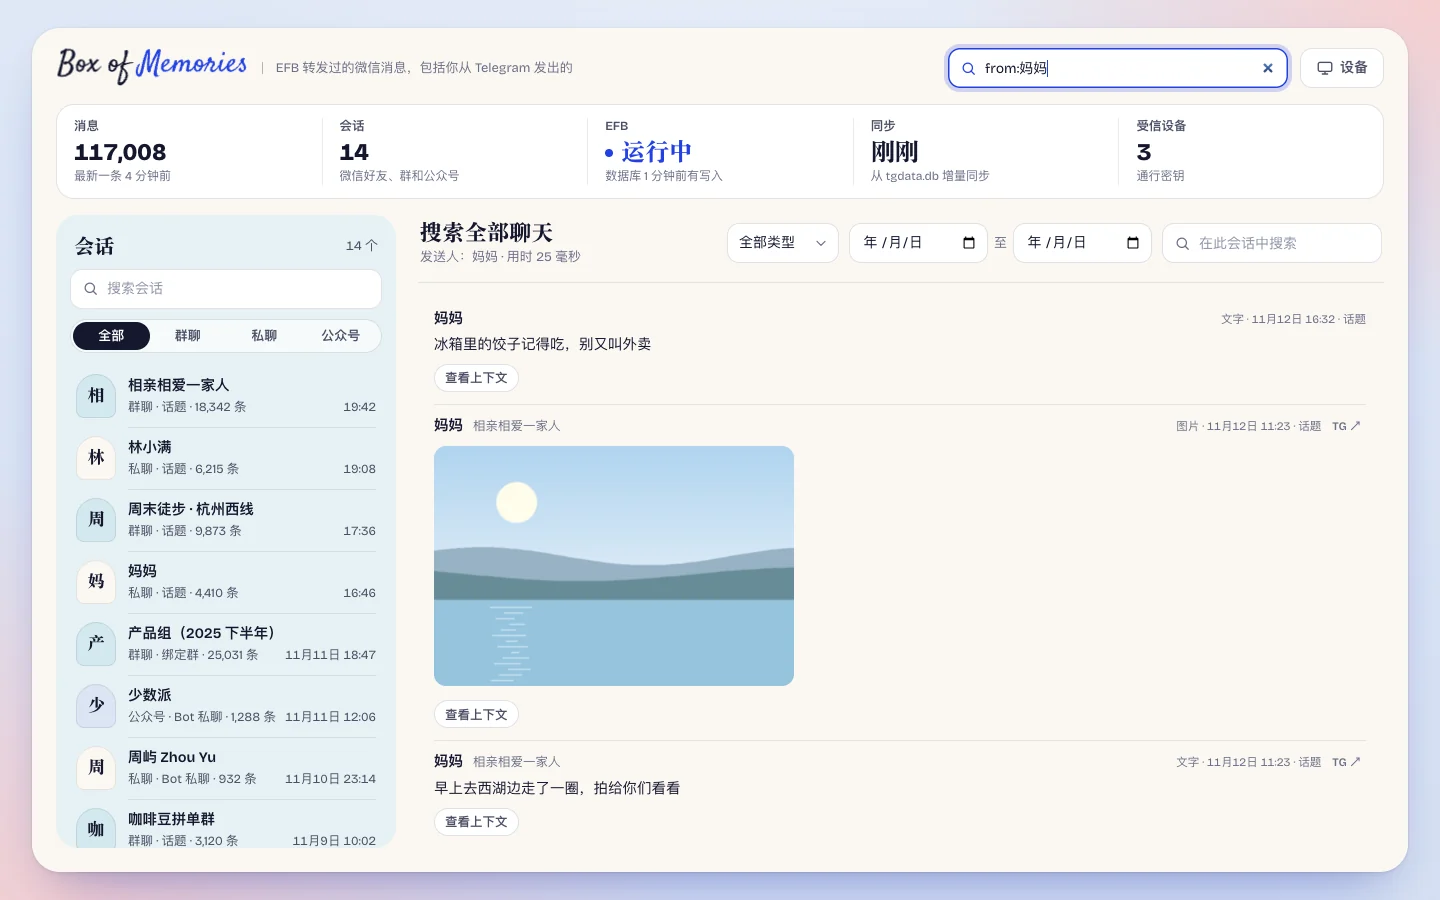 Box of Memories
EFB 转发过的微信消息，包括你从 Telegram 发出的
from:妈妈
设备
消息
117,008
最新一条 4 分钟前
会话
14
微信好友、群和公众号
EFB
运行中
数据库 1 分钟前有写入
同步
刚刚
从 tgdata.db 增量同步
受信设备
3
通行密钥
会话
14 个
搜索会话
全部 群聊 私聊 公众号
相
相亲相爱一家人
群聊 · 话题 · 18,342 条 19:42
林
林小满
私聊 · 话题 · 6,215 条 19:08
周
周末徒步 · 杭州西线
群聊 · 话题 · 9,873 条 17:36
妈
妈妈
私聊 · 话题 · 4,410 条 16:46
产
产品组（2025 下半年）
群聊 · 绑定群 · 25,031 条 11月11日 18:47
少
少数派
公众号 · Bot 私聊 · 1,288 条 11月11日 12:06
周
周屿 Zhou Yu
私聊 · Bot 私聊 · 932 条 11月10日 23:14
咖
咖啡豆拼单群
群聊 · 话题 · 3,120 条 11月9日 10:02
搜索全部聊天
发送人：妈妈 · 用时 25 毫秒
全部类型
年 /月/日
至
年 /月/日
在此会话中搜索
妈妈
文字 · 11月12日 16:32 · 话题
冰箱里的饺子记得吃，别又叫外卖
查看上下文
妈妈 相亲相爱一家人
图片 · 11月12日 11:23 · 话题 TG ↗
查看上下文
妈妈 相亲相爱一家人
文字 · 11月12日 11:23 · 话题 TG ↗
早上去西湖边走了一圈，拍给你们看看
查看上下文